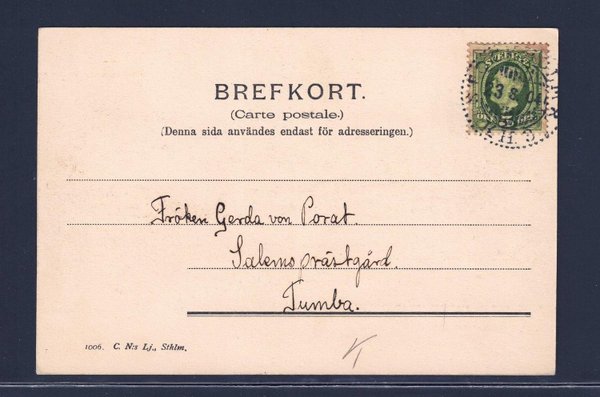 BREFKORT.
(Carte postale.)
(Denna sida användes endast för adresseringen.)
Fröken Gerda von Porat.
Salems prästgård.
Tumba.
1006. C. N:s Lj., Sthlm.